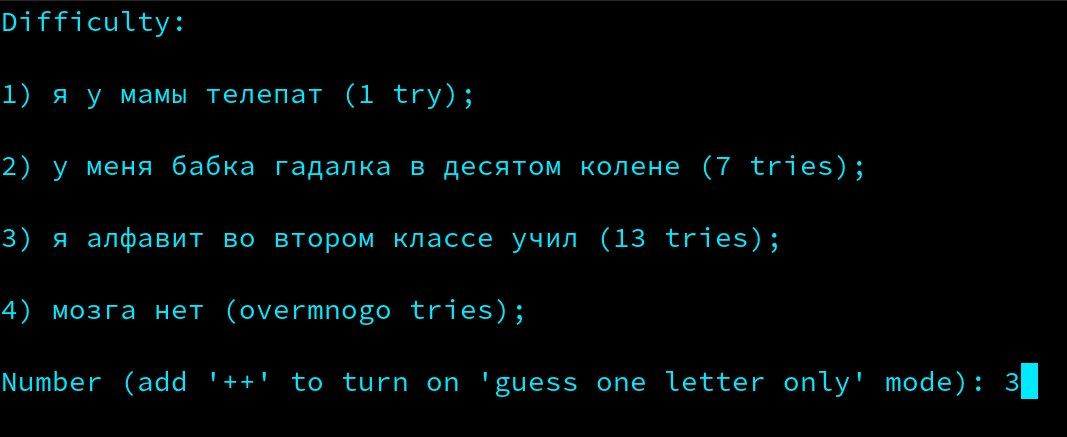 Difficulty:
1) я у мамы телепат (1 try);
2) у меня бабка гадалка в десятом колене (7 tries);
3) я алфавит во втором классе учил (13 tries);
4) мозга нет (overmnogo tries);
Number (add '++' to turn on 'guess one letter only' mode): 3